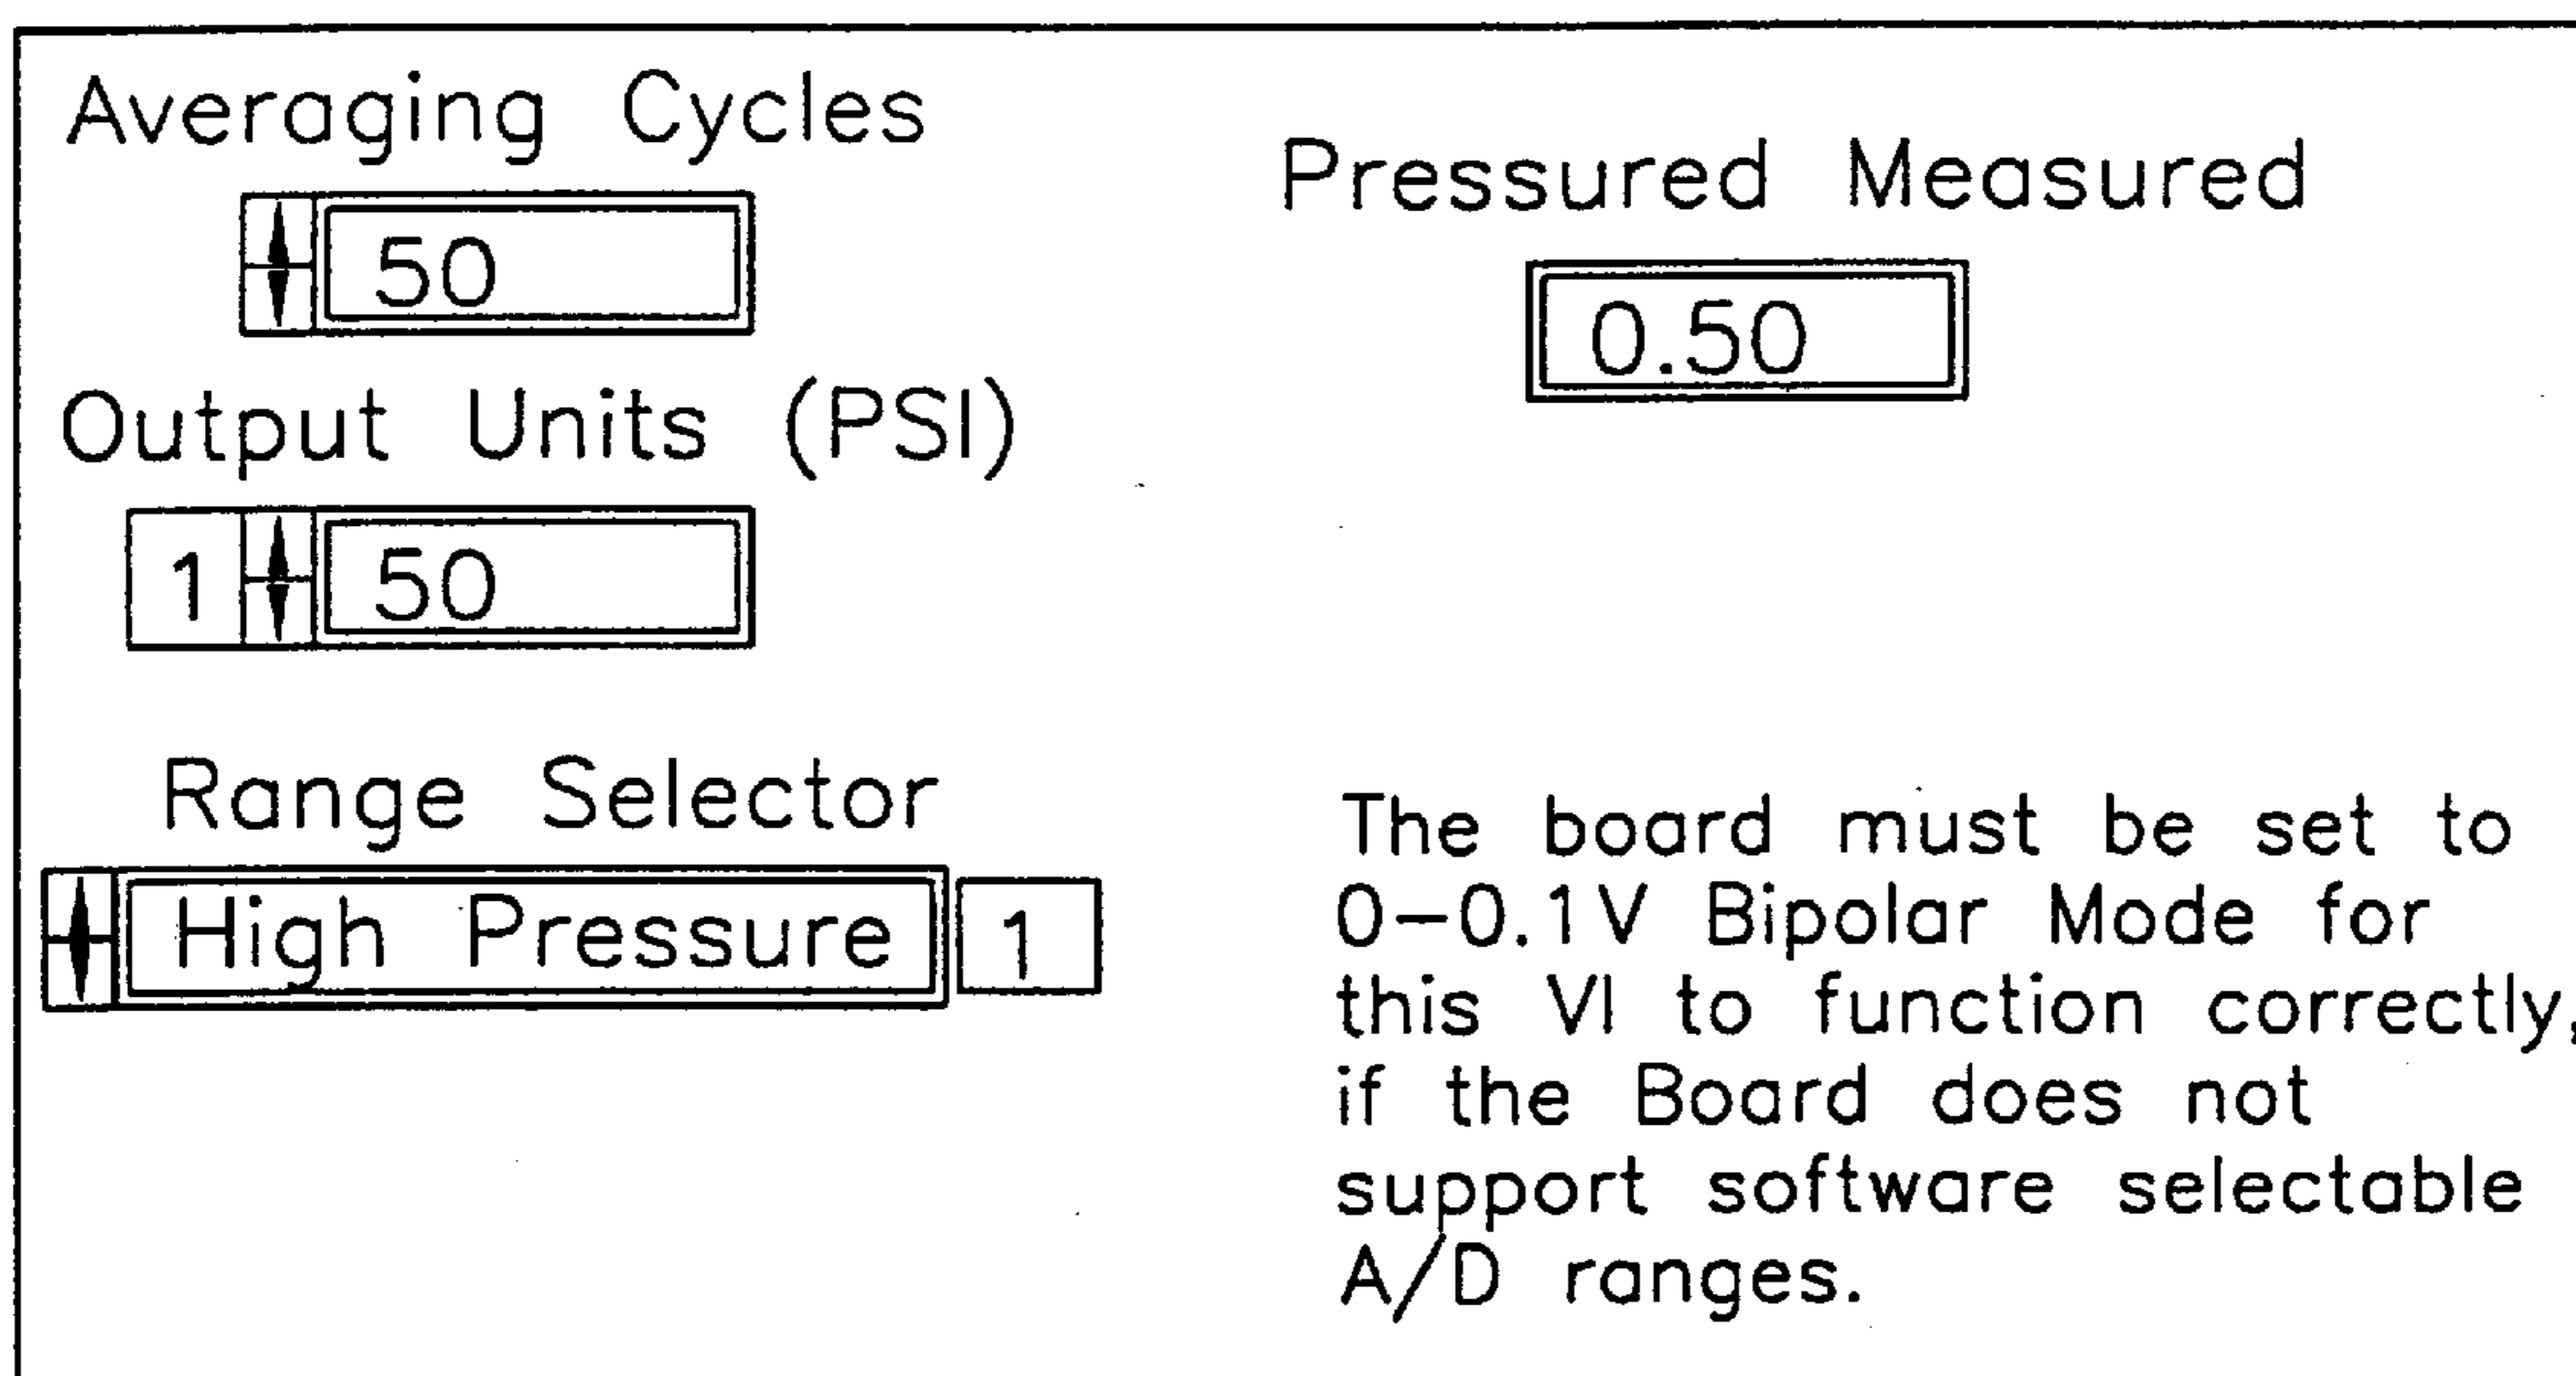 Averaging Cycles
50
Output Units (PSI)
1 50
Range Selector
High Pressure 1
Pressured Measured
0.50
The board must be set to
0-0.1V Bipolar Mode for
this VI to function correctly,
if the Board does not
support software selectable
A/D ranges.